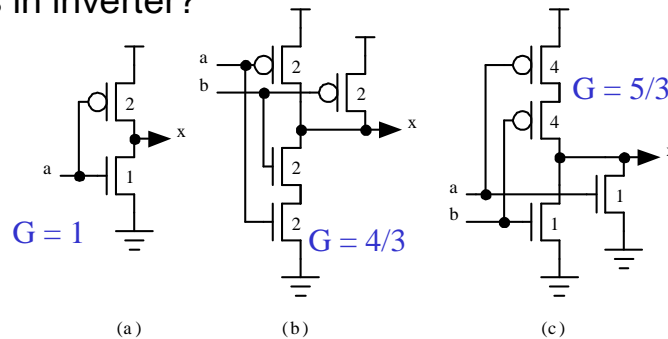 in inverter?
a
2
a
1
x
G = 1
(a)
a
b
2
2
x
2
2
G = 4/3
(b)
4
G = 5/3
4
a
b
1
1
(c)